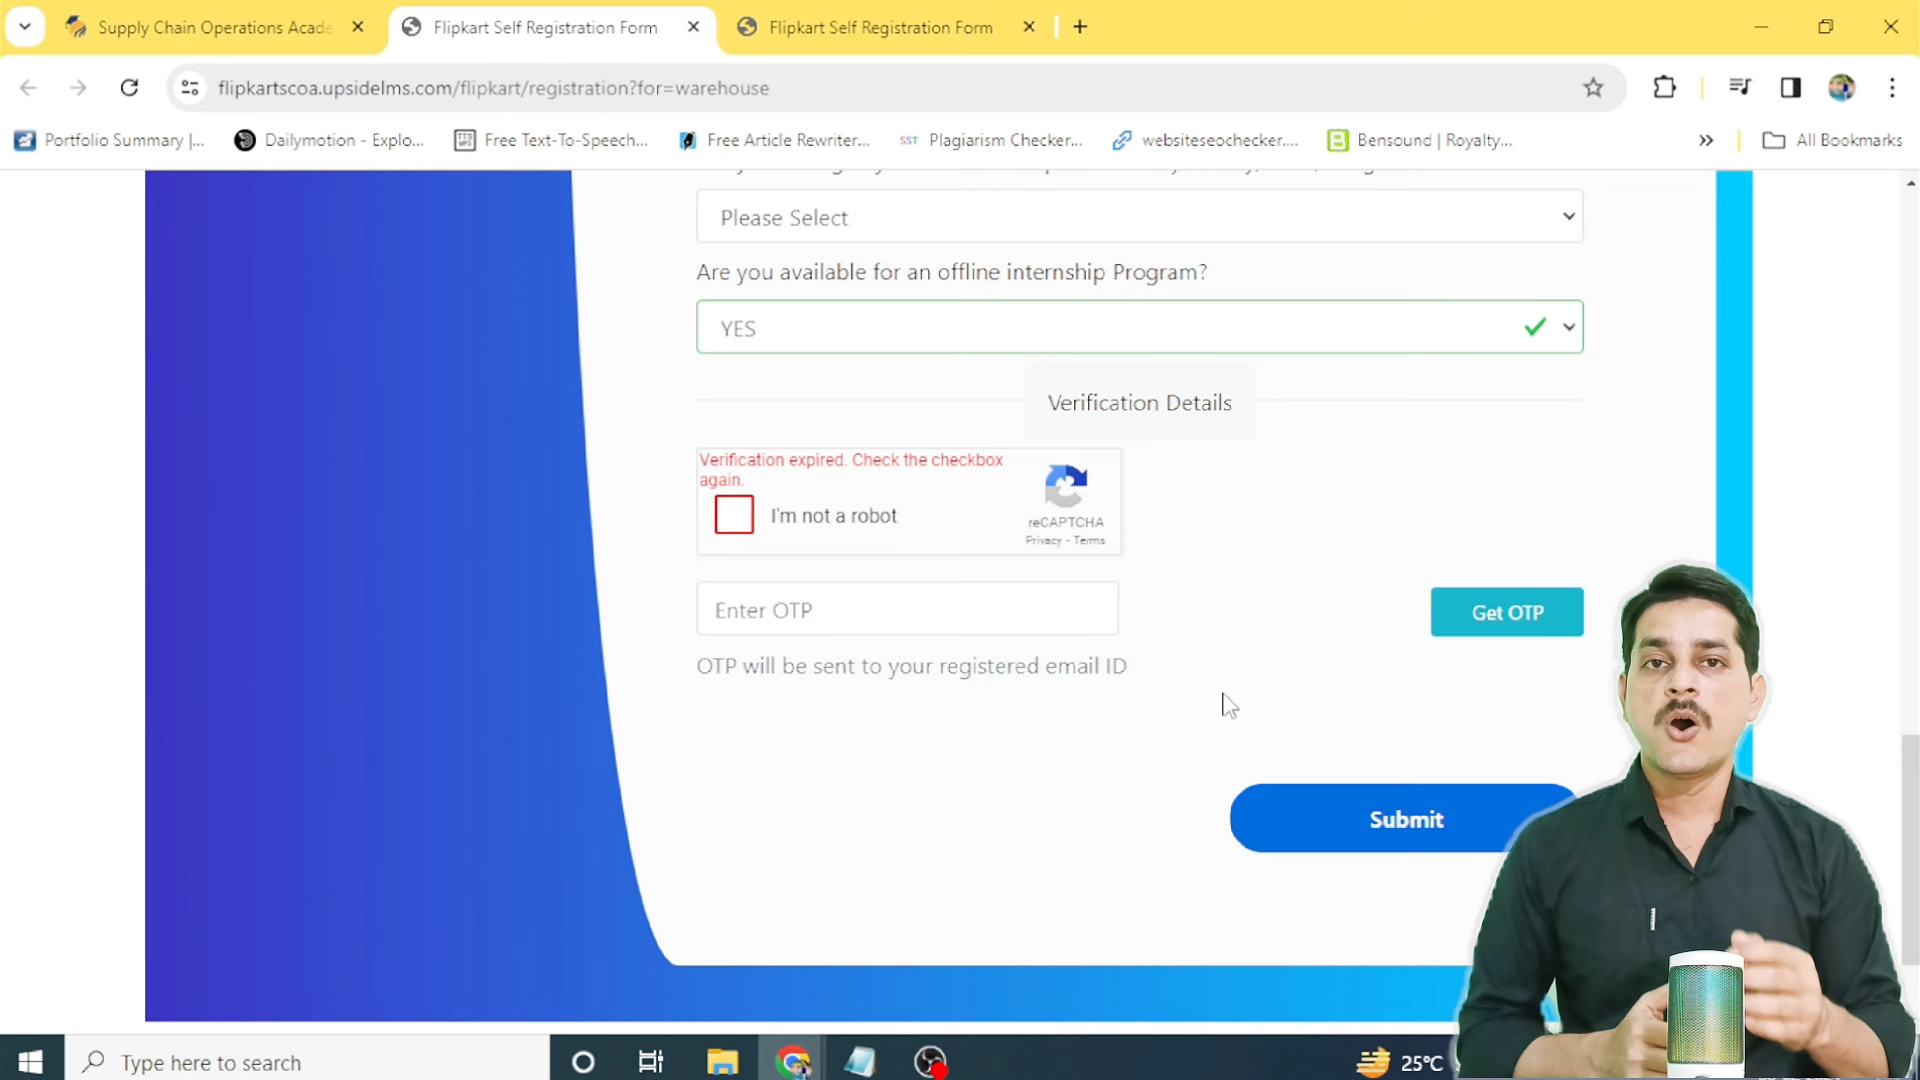 Supply Chain Operations Acade
Flipkart Self Registration Form
Flipkart Self Registration Form
flipkartscoa.upsidelms.com/flipkart/registration?for=warehouse
Portfolio Summary |...
Dailymotion - Explo...
Free Text-To-Speech...
Free Article Rewriter...
SST Plagiarism Checker...
websiteseochecker....
Bensound | Royalty...
All Bookmarks
Please Select
Are you available for an offline internship Program?
YES
Verification Details
Verification expired. Check the checkbox
again.
I'm not a robot
reCAPTCHA
Privacy - Terms
Enter OTP
Get OTP
OTP will be sent to your registered email ID
Submit
Type here to search
25°C